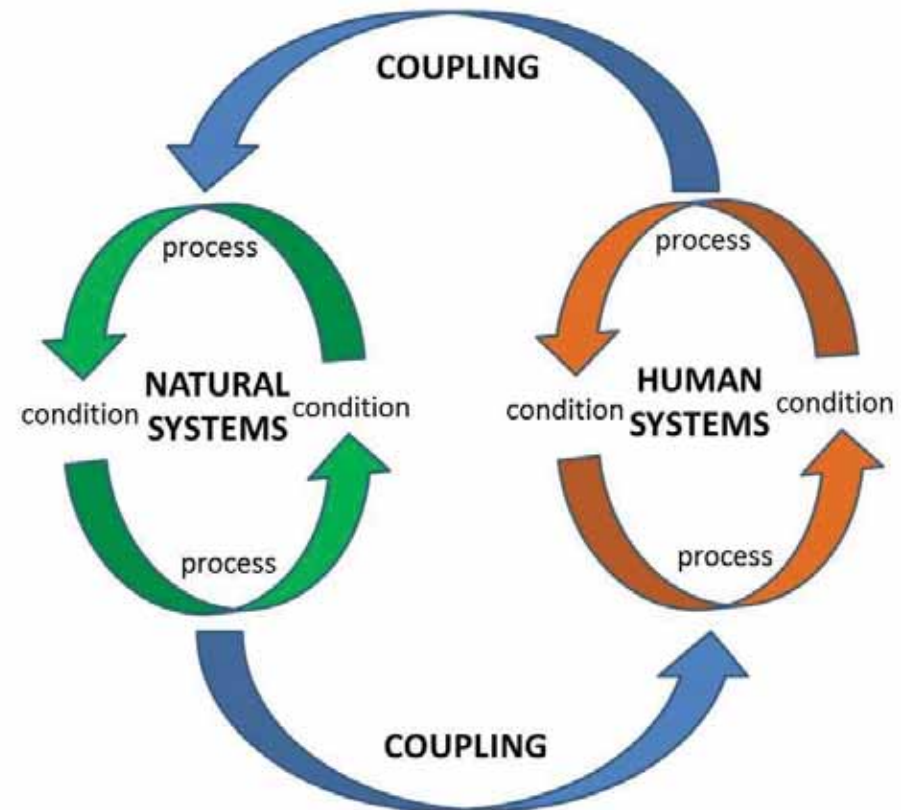 COUPLING
process
process
NATURAL
SYSTEMS
condition
condition
HUMAN
SYSTEMS
condition
condition
process
process
COUPLING